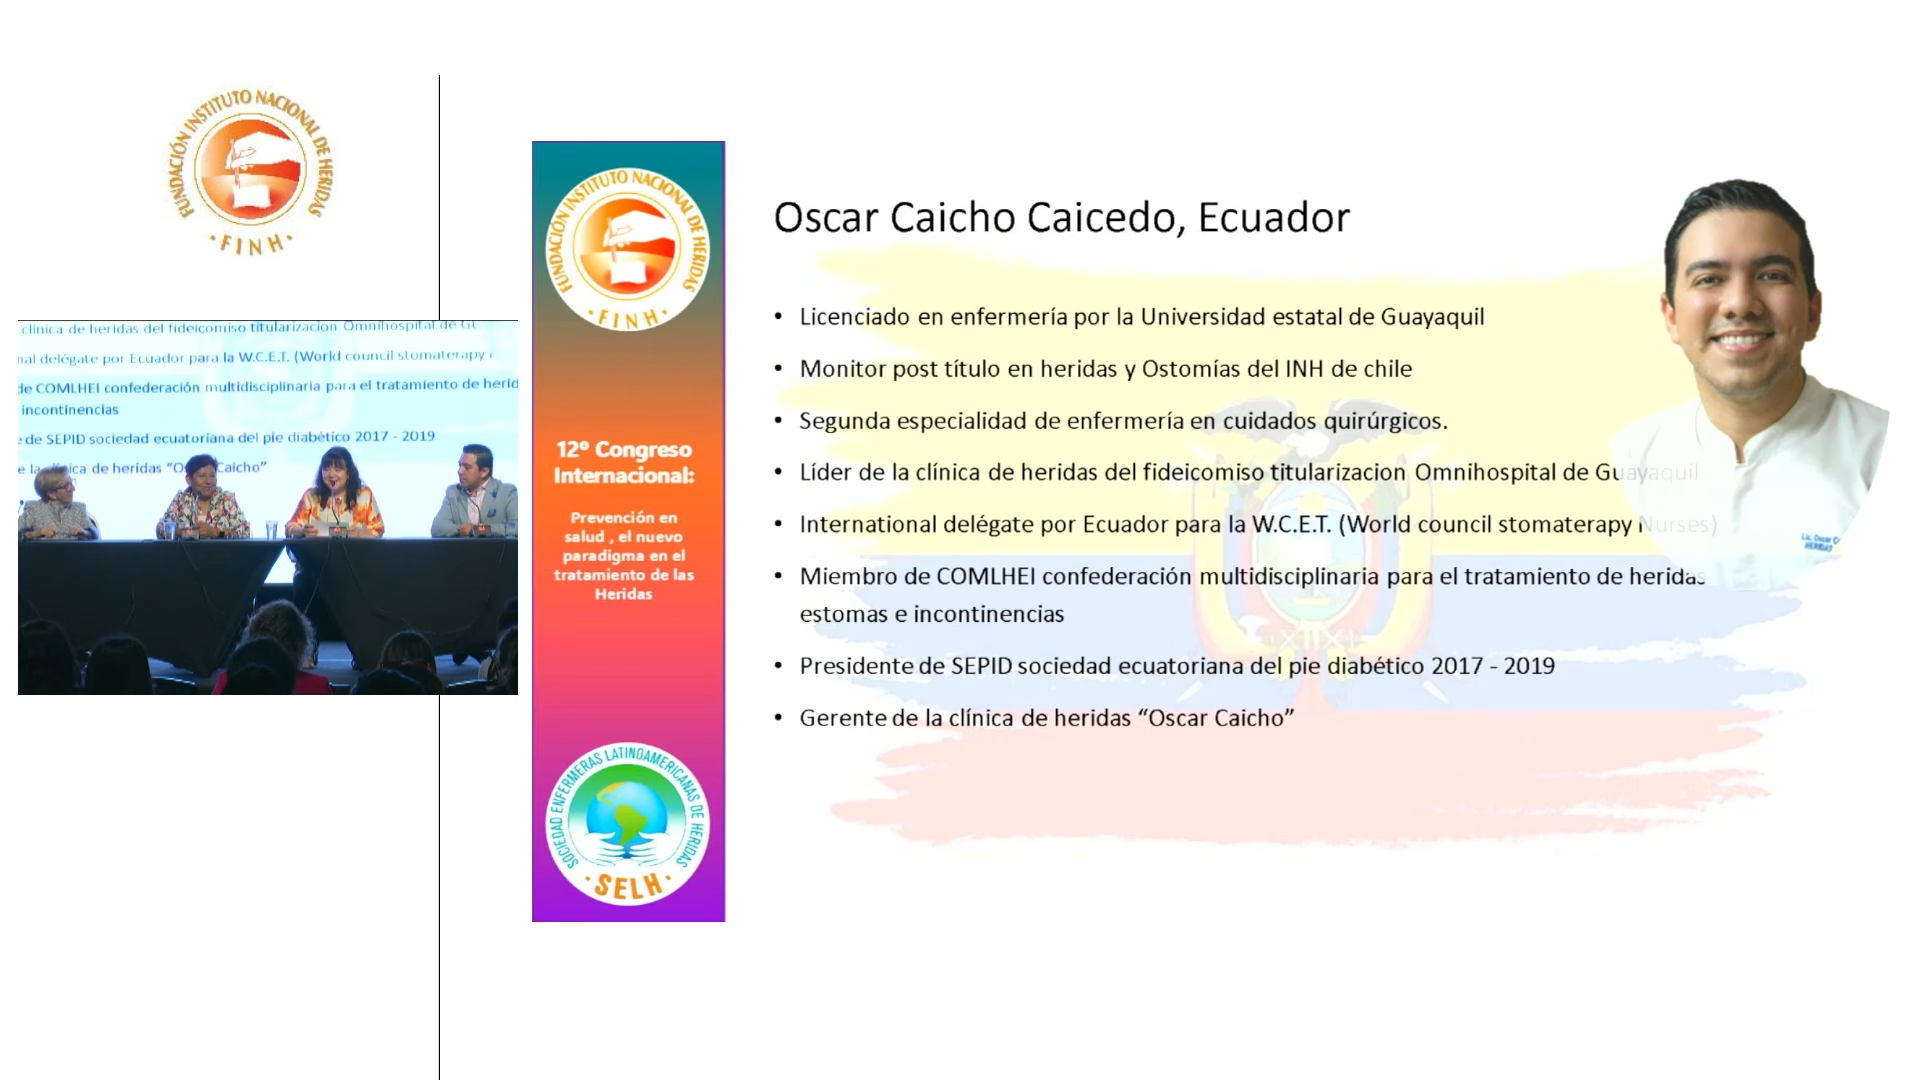 FUNDACIÓN INSTITUTO NACIONAL DE HERIDAS
· FINH ·
clinica de heridas del fideicomiso titularizacion Omnihospital de
delégate por Ecuador para la W.C.E.T. (World council stomaterapy
de COMLHEI confederación multidisciplinaria para el tratamiento de herid
incontinencias
de SEPID sociedad ecuatoriana del pie diabético 2017 - 2019
de heridas “ Caicho”
FUNDACIÓN INSTITUTO NACIONAL DE HERIDAS
· FINH ·
12º Congreso
Internacional:
Prevención en
salud , el nuevo
paradigma en el
tratamiento de las
Heridas
SOCIEDAD ENFERMERAS LATINOAMERICANAS DE HERIDAS
· SELH ·
Oscar Caicho Caicedo, Ecuador
• Licenciado en enfermería por la Universidad estatal de Guayaquil
• Monitor post título en heridas y Ostomías del INH de chile
• Segunda especialidad de enfermería en cuidados quirúrgicos.
• Líder de la clínica de heridas del fideicomiso titularizacion Omnihospital de Guayaquil
• International delégate por Ecuador para la W.C.E.T. (World council stomaterapy Nurses)
• Miembro de COMLHEI confederación multidisciplinaria para el tratamiento de heridas
estomas e incontinencias
• Presidente de SEPID sociedad ecuatoriana del pie diabético 2017 - 2019
• Gerente de la clínica de heridas “Oscar Caicho”
Lic. Oscar C
HERIDAS